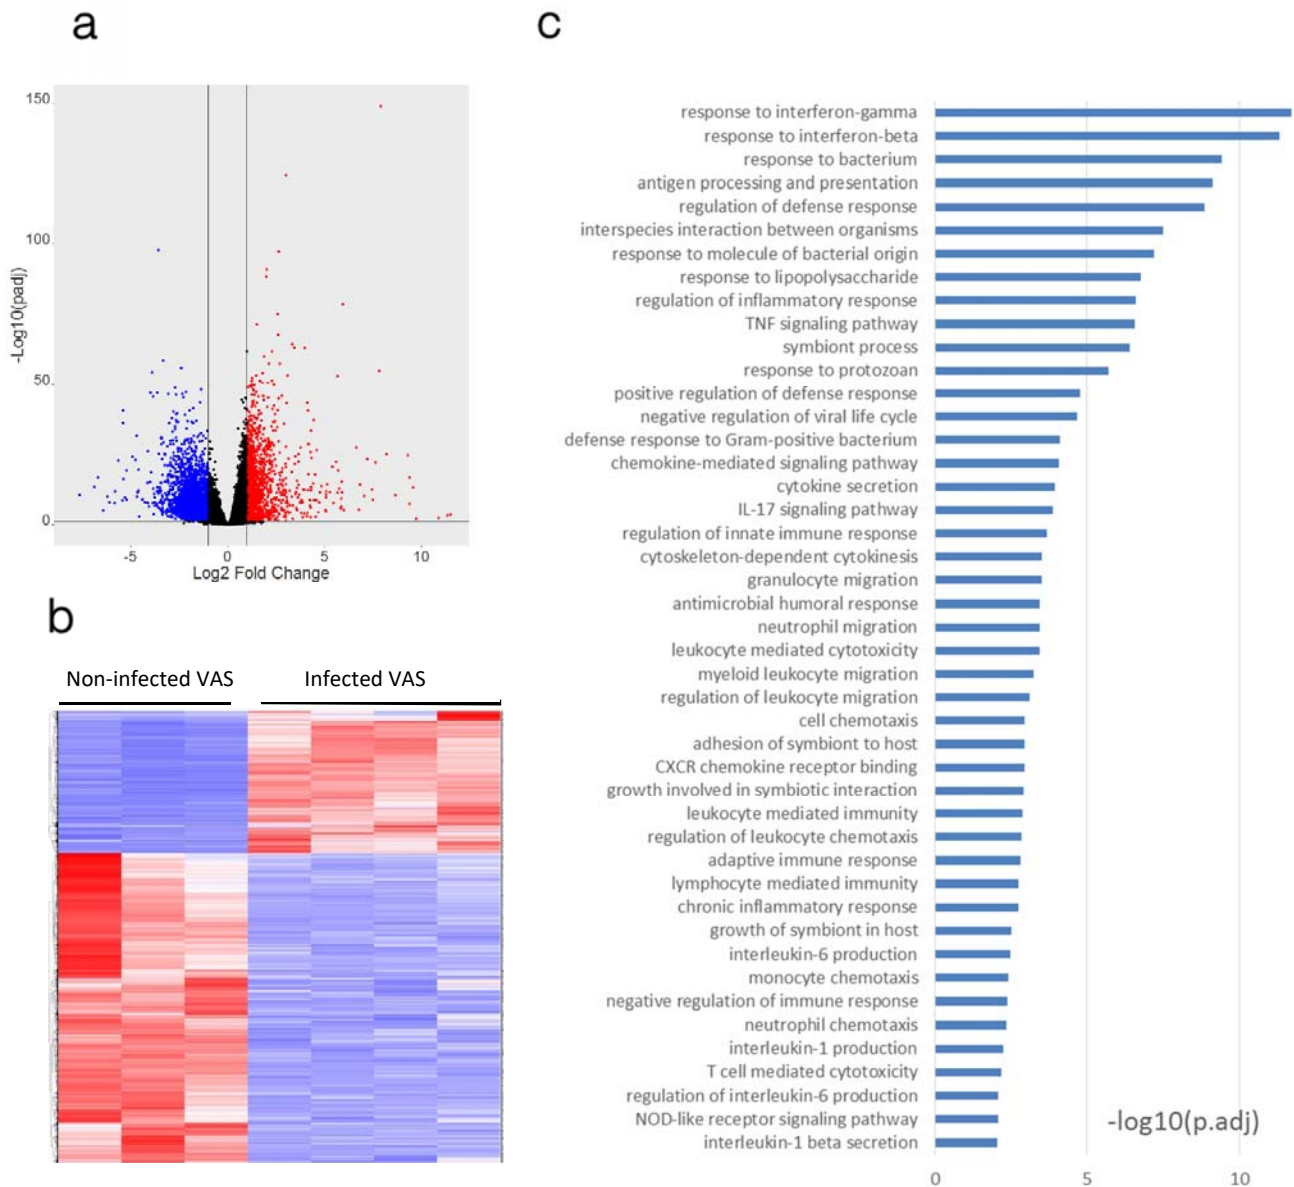 a
150
100
50
0
-Log10(padj)
-5 0 5 10
Log2 Fold Change
b
Non-infected VAS Infected VAS
c
response to interferon-gamma
response to interferon-beta
response to bacterium
antigen processing and presentation
regulation of defense response
interspecies interaction between organisms
response to molecule of bacterial origin
response to lipopolysaccharide
regulation of inflammatory response
TNF signaling pathway
symbiont process
response to protozoan
positive regulation of defense response
negative regulation of viral life cycle
defense response to Gram-positive bacterium
chemokine-mediated signaling pathway
cytokine secretion
IL-17 signaling pathway
regulation of innate immune response
cytoskeleton-dependent cytokinesis
granulocyte migration
antimicrobial humoral response
neutrophil migration
leukocyte mediated cytotoxicity
myeloid leukocyte migration
regulation of leukocyte migration
cell chemotaxis
adhesion of symbiont to host
CXCR chemokine receptor binding
growth involved in symbiotic interaction
leukocyte mediated immunity
regulation of leukocyte chemotaxis
adaptive immune response
lymphocyte mediated immunity
chronic inflammatory response
growth of symbiont in host
interleukin-6 production
monocyte chemotaxis
negative regulation of immune response
neutrophil chemotaxis
interleukin-1 production
T cell mediated cytotoxicity
regulation of interleukin-6 production
NOD-like receptor signaling pathway
interleukin-1 beta secretion
-log10(p.adj)
0 5 10